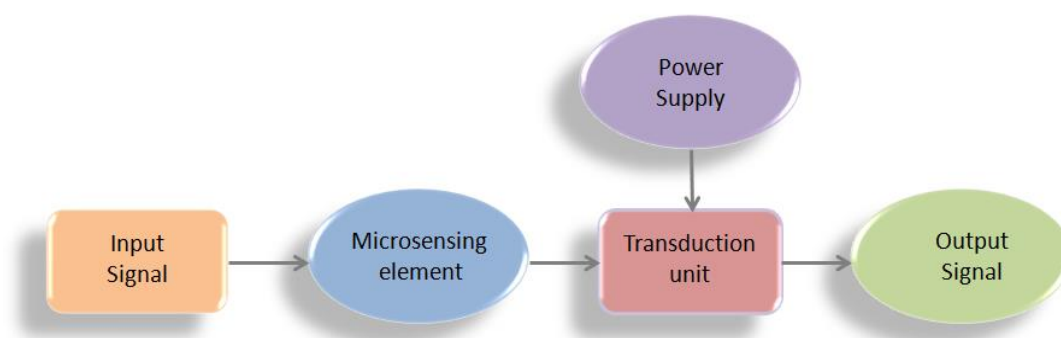 Power
Supply
Input
Signal
Microsensing
element
Transduction
unit
Output
Signal